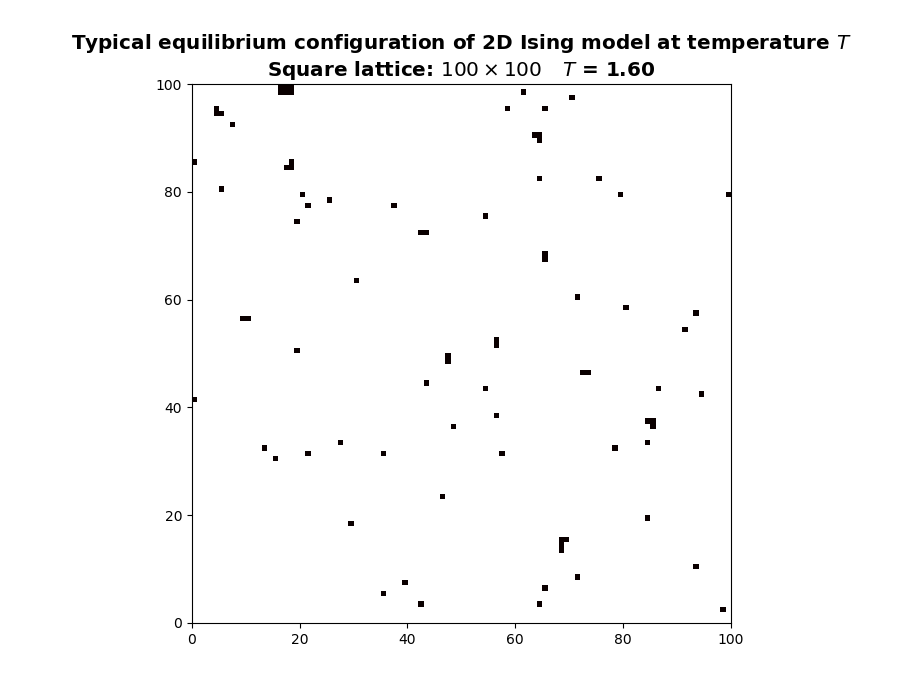 Typical equilibrium configuration of 2D Ising model at temperature T
Square lattice: 100 × 100 T = 1.60
100
80
60
40
20
0
0 20 40 60 80 100